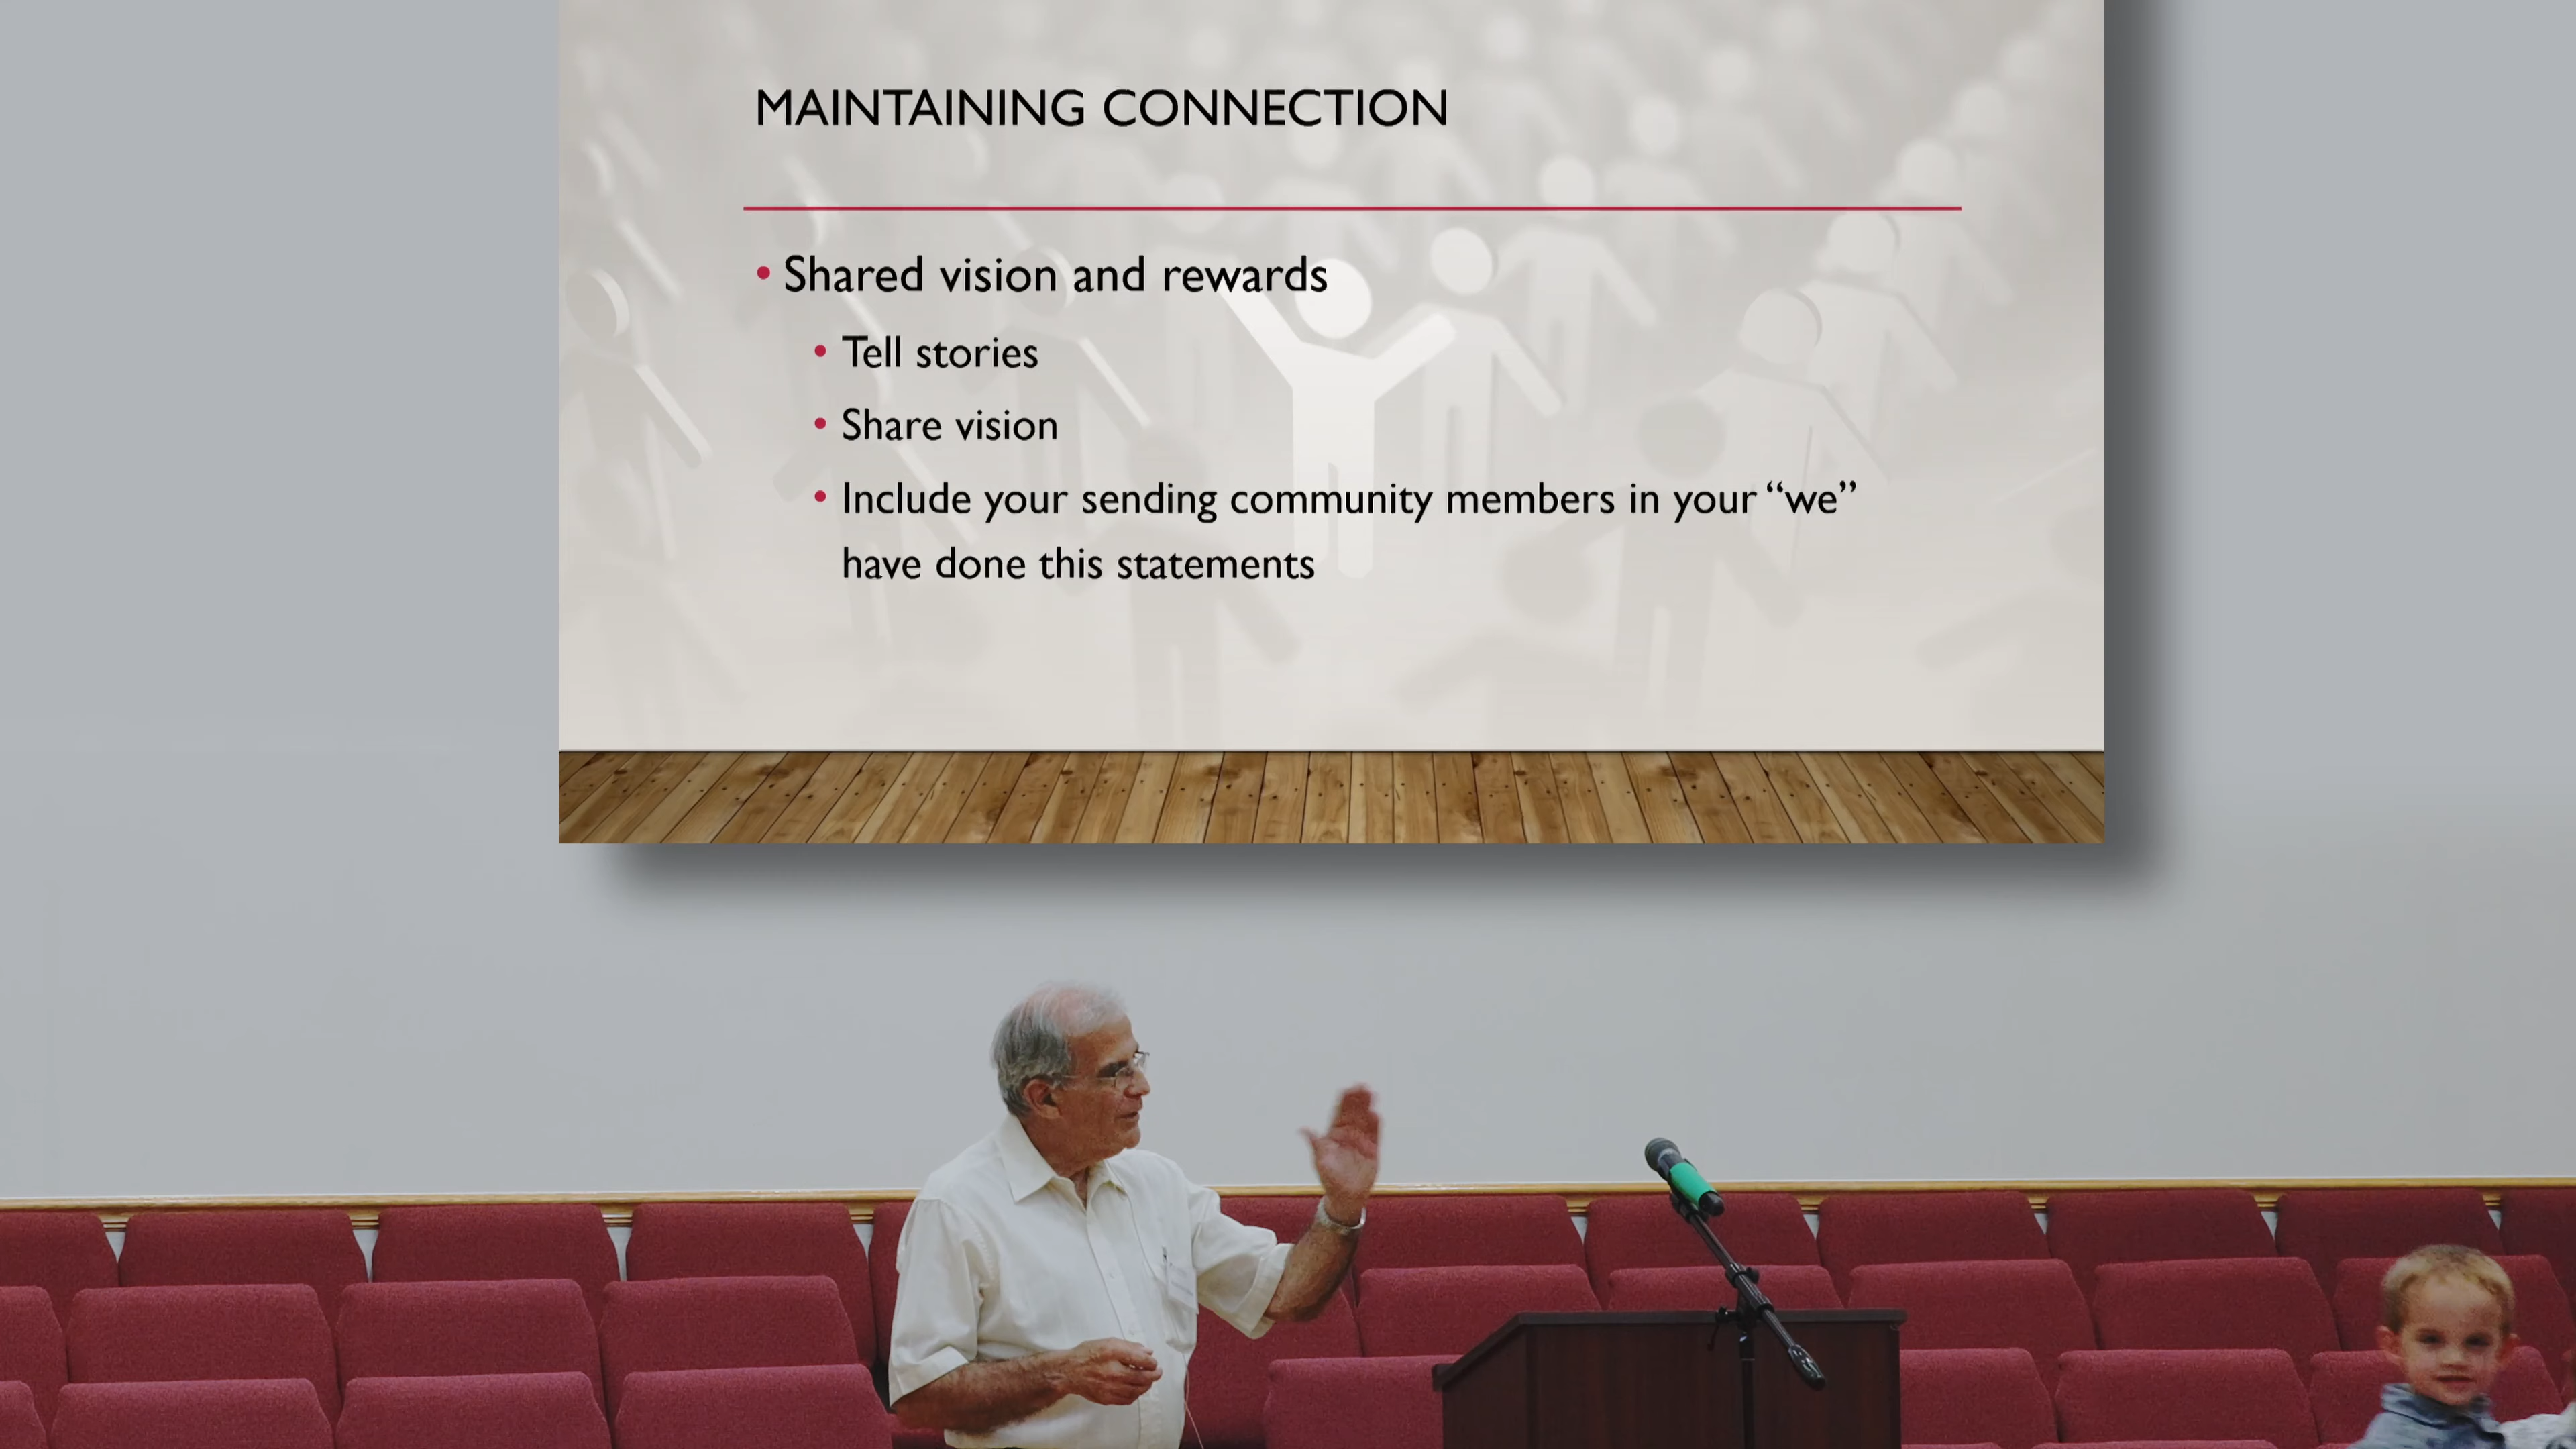 MAINTAINING CONNECTION
• Shared vision and rewards
• Tell stories
• Share vision
• Include your sending community members in your “we”
have done this statements